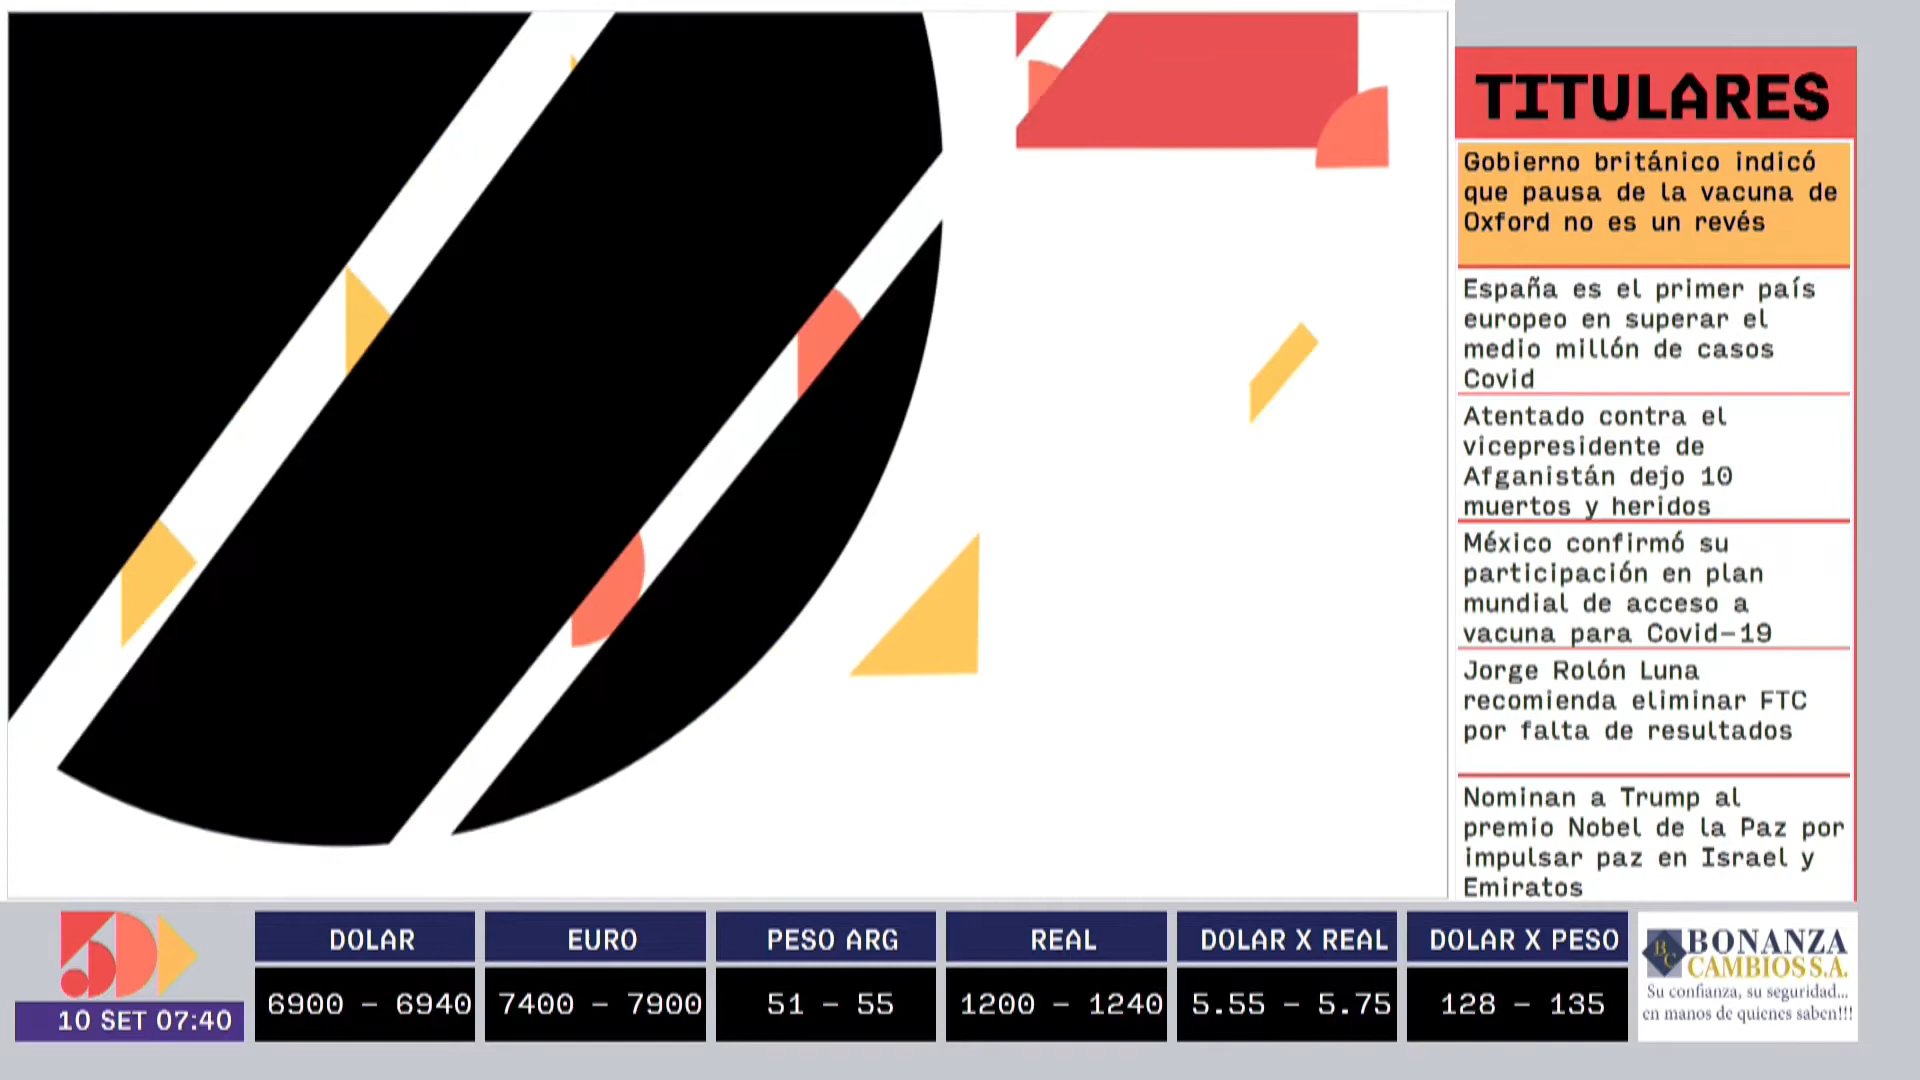 TITULARES
Gobierno británico indicó
que pausa de la vacuna de
Oxford no es un revés
España es el primer país
europeo en superar el
medio millón de casos
Covid
Atentado contra el
vicepresidente de
Afganistán dejo 10
muertos y heridos
México confirmó su
participación en plan
mundial de acceso a
vacuna para Covid-19
Jorge Rolón Luna
recomienda eliminar FTC
por falta de resultados
Nominan a Trump al
premio Nobel de la Paz por
impulsar paz en Israel y
Emiratos
10 SET 07:40
DOLAR
6900 - 6940
EURO
7400 - 7900
PESO ARG
51 - 55
REAL
1200 - 1240
DOLAR X REAL
5.55 - 5.75
DOLAR X PESO
128 - 135
BC
BONANZA
CAMBIOS S.A.
Su confianza, su seguridad...
en manos de quienes saben!!!